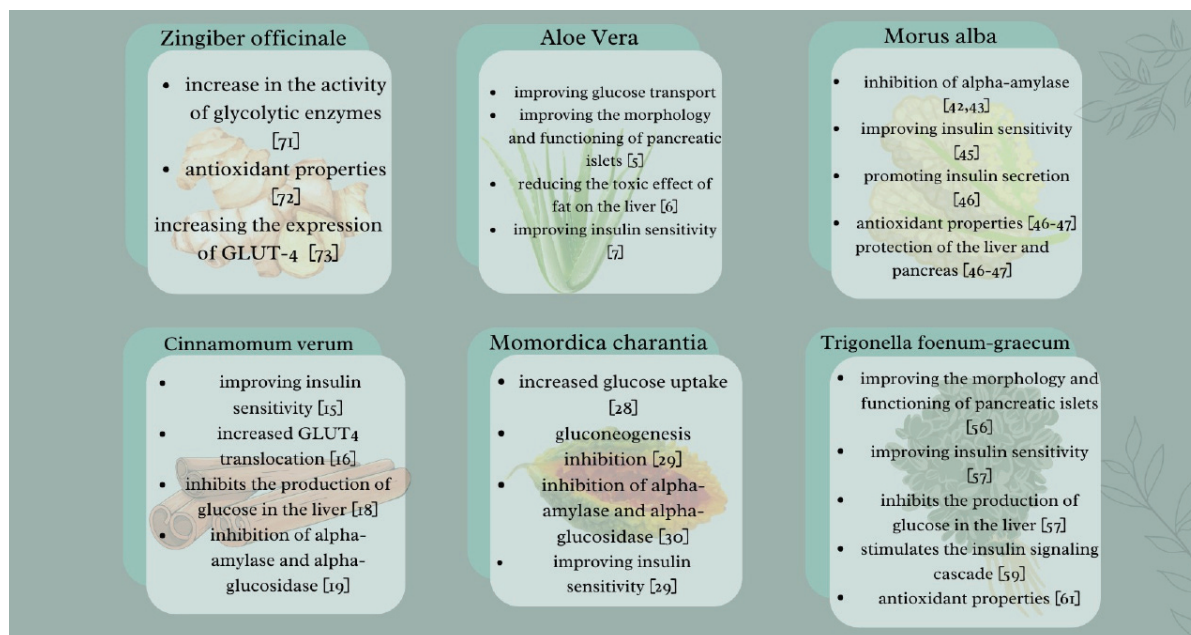 Zingiber officinale
• increase in the activity
of glycolytic enzymes
[71]
• antioxidant properties
[72]
increasing the expression
of GLUT-4 [73]
Aloe Vera
• improving glucose transport
• improving the morphology
and functioning of pancreatic
islets [5]
• reducing the toxic effect of
fat on the liver [6]
• improving insulin sensitivity
[7]
Morus alba
• inhibition of alpha-amylase
[42,43]
• improving insulin sensitivity
[45]
• promoting insulin secretion
[46]
• antioxidant properties [46-47]
protection of the liver and
pancreas [46-47]
Cinnamomum verum
• improving insulin
sensitivity [15]
• increased GLUT4
translocation [16]
• inhibits the production of
glucose in the liver [18]
• inhibition of alpha-
amylase and alpha-
glucosidase [19]
Momordica charantia
• increased glucose uptake
[28]
• gluconeogenesis
inhibition [29]
• inhibition of alpha-
amylase and alpha-
glucosidase [30]
• improving insulin
sensitivity [29]
Trigonella foenum-graecum
• improving the morphology and
functioning of pancreatic islets
[56]
• improving insulin sensitivity
[57]
• inhibits the production of
glucose in the liver [57]
• stimulates the insulin signaling
cascade [59]
• antioxidant properties [61]